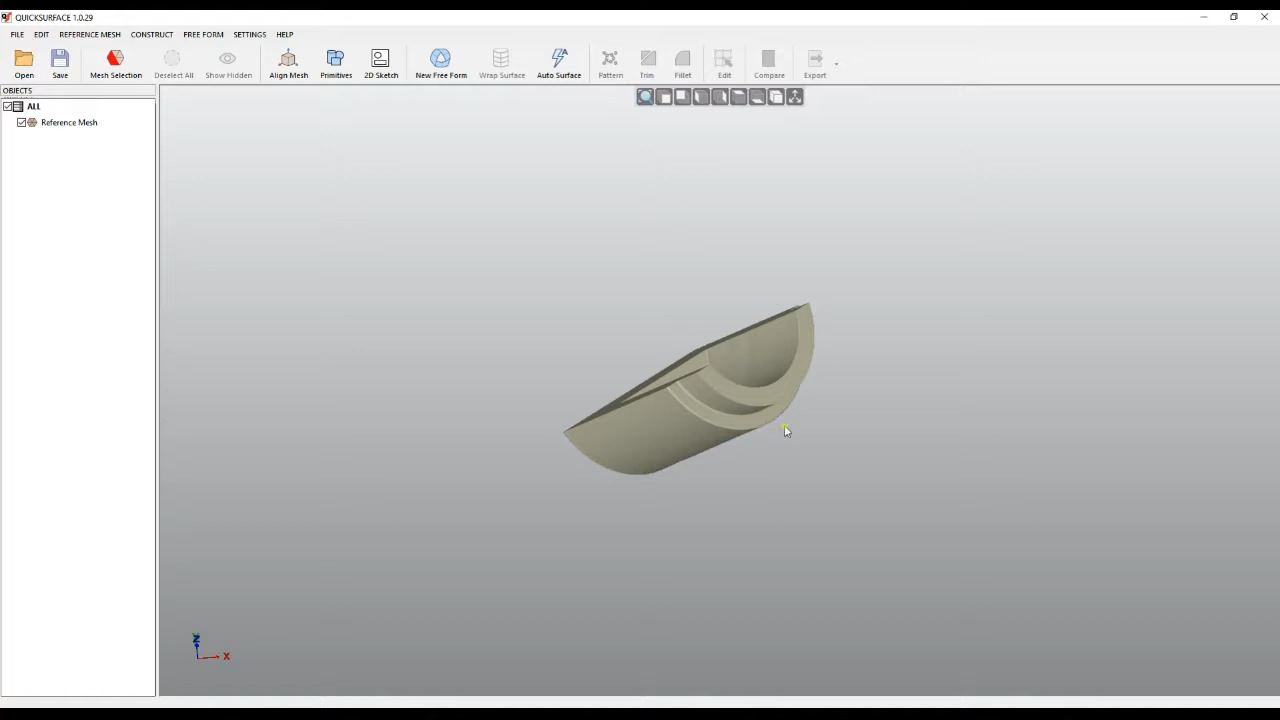 QUICKSURFACE 1.0.29
FILE EDIT REFERENCE MESH CONSTRUCT FREE FORM SETTINGS HELP
Open Save Mesh Selection Deselect All Show Hidden Align Mesh Primitives 2D Sketch New Free Form Wrap Surface Auto Surface Pattern Trim Fillet Edit Compare Export
OBJECTS
ALL
Reference Mesh
Z
X